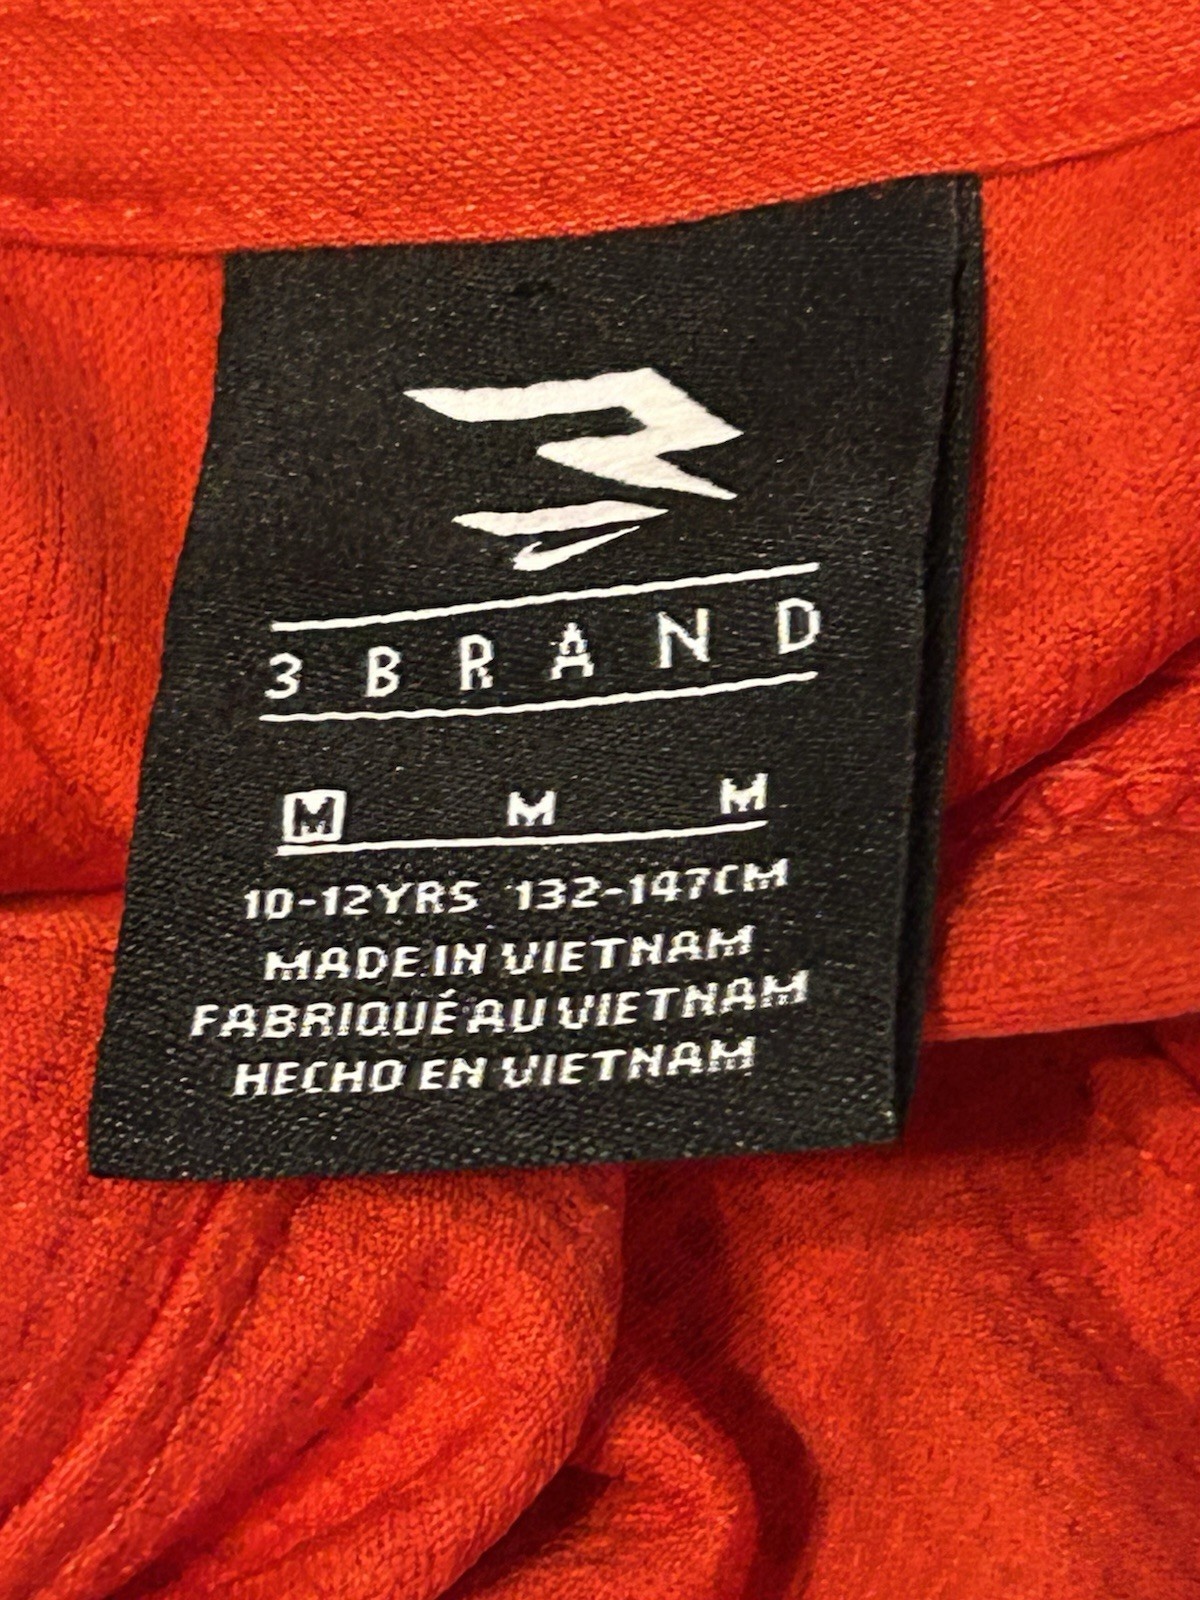 3 BRAND
M M M
10-12YRS 132-147CM
MADE IN VIETNAM
FABRIQUÉ AU VIETNAM
HECHO EN VIETNAM